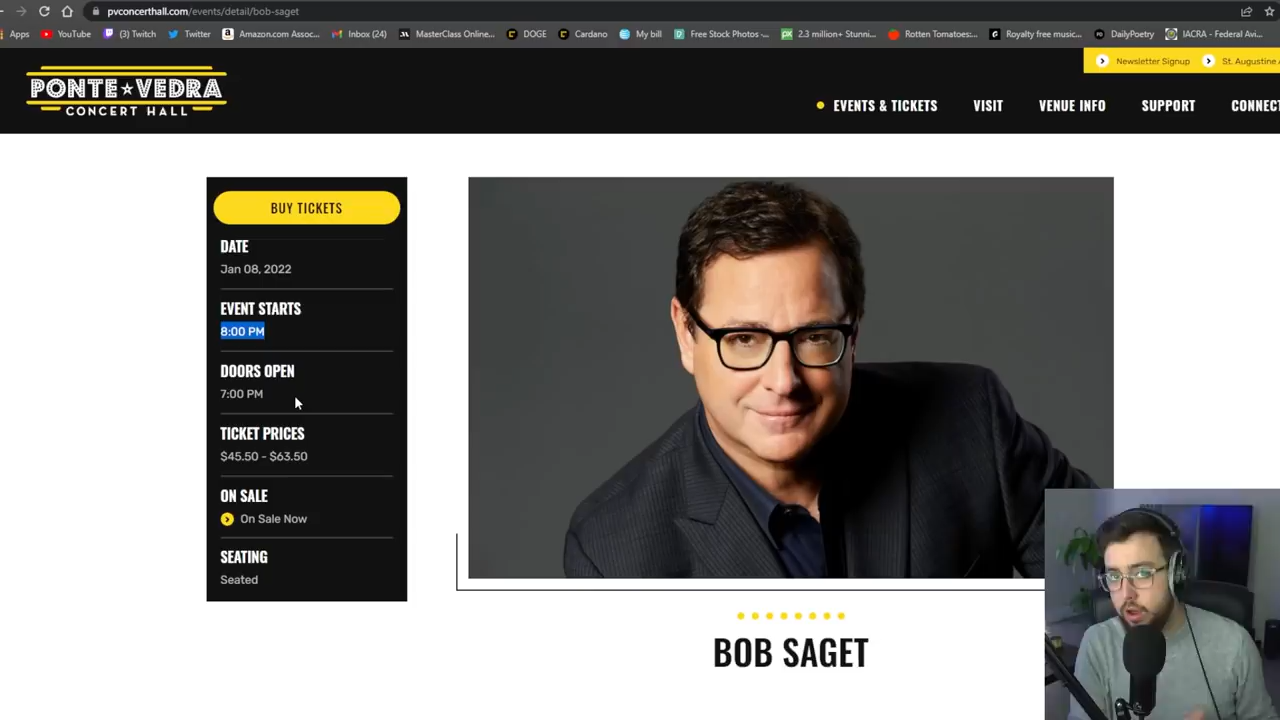 pvconcerthall.com/events/detail/bob-saget
Apps YouTube (3) Twitch Twitter Amazon.com Assoc... Inbox (24) MasterClass Online... DOGE Cardano My bill Free Stock Photos -... 2.3 million+ Stunni... Rotten Tomatoes:... Royalty free music... DailyPoetry IACRA - Federal Avi...
Newsletter Signup St. Augustine
PONTE VEDRA
CONCERT HALL
EVENTS & TICKETS VISIT VENUE INFO SUPPORT CONNECT
BUY TICKETS
DATE
Jan 08, 2022
EVENT STARTS
8:00 PM
DOORS OPEN
7:00 PM
TICKET PRICES
$45.50 - $63.50
ON SALE
On Sale Now
SEATING
Seated
BOB SAGET